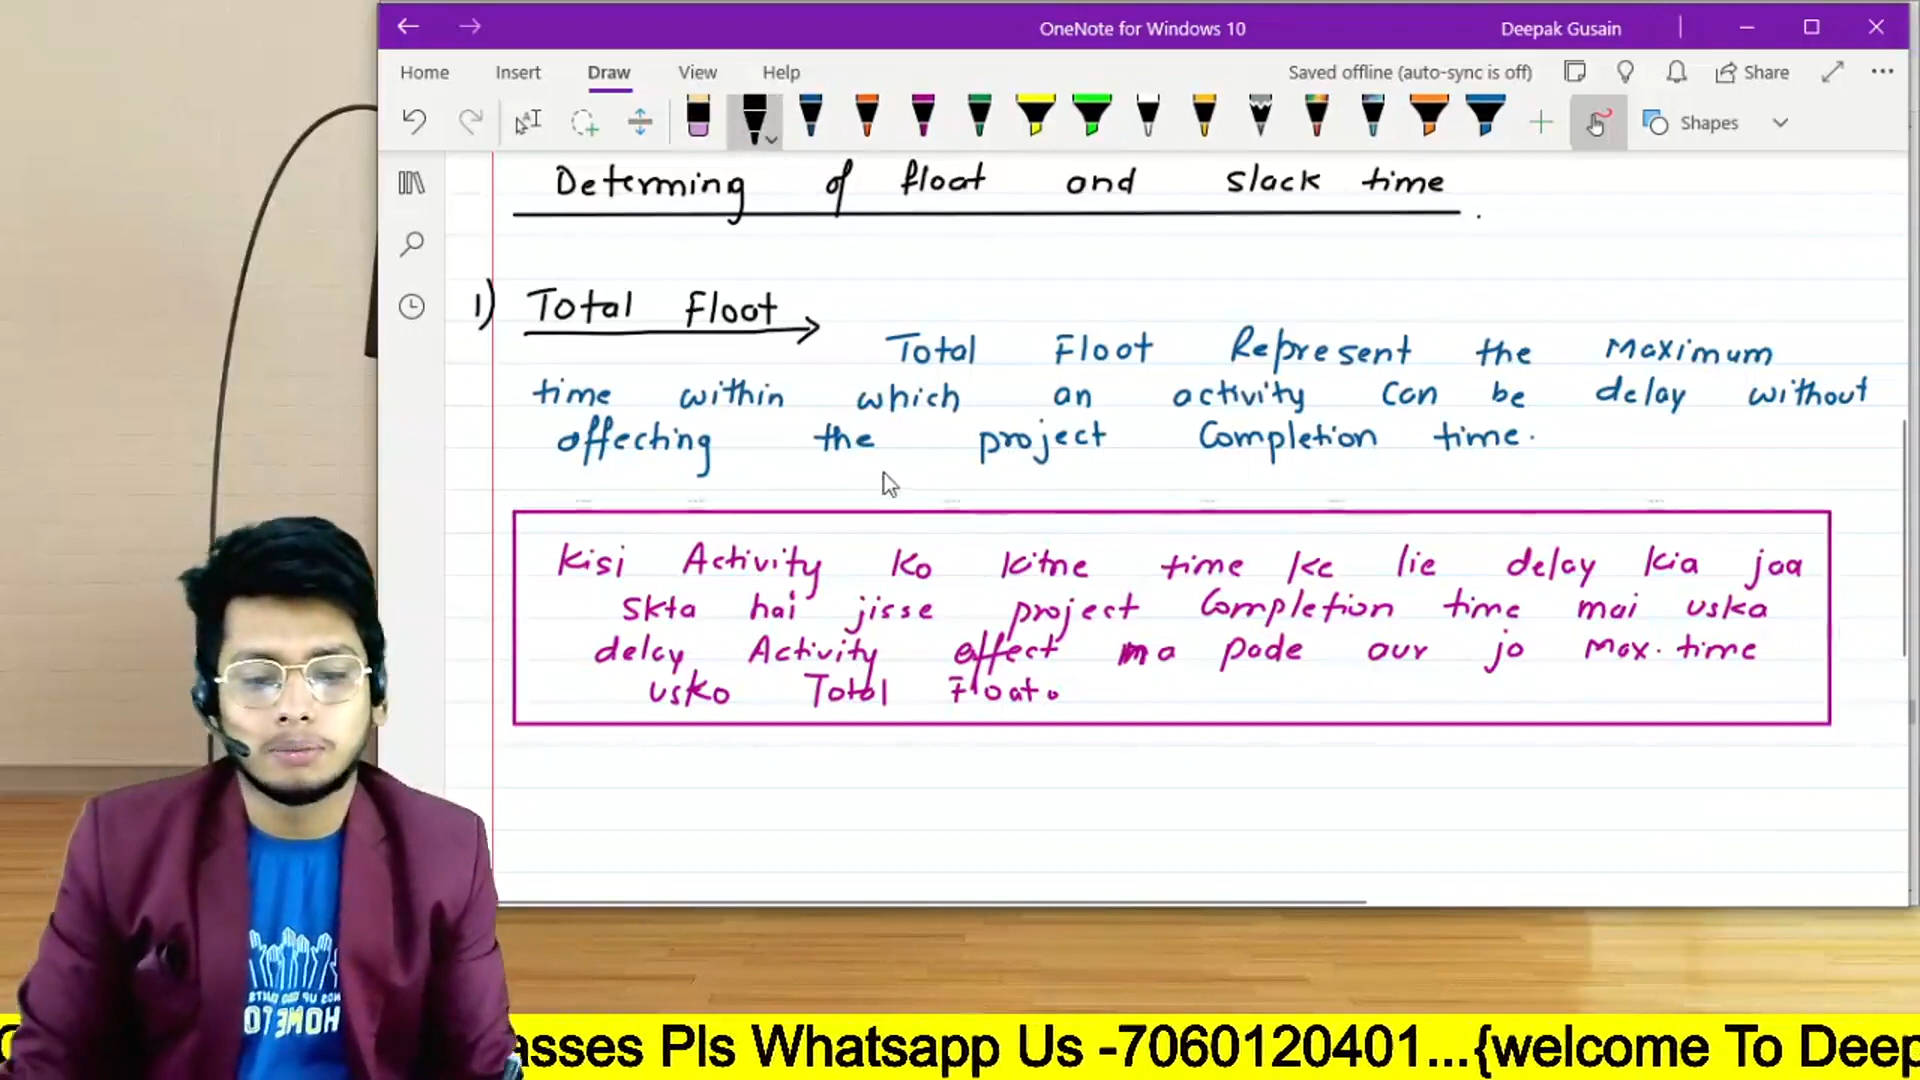 OneNote for Windows 10
Deepak Gusain
Home Insert Draw View Help
Saved offline (auto-sync is off)
Share
Shapes
Determing of float and slack time.
1) Total Float
Total Float Represent the Maximum
time within which an activity can be delay without
affecting the project Completion time.
Kisi Activity Ko kitne time ke lie delay kia jaa
Skta hai jisse project Completion time mai uska
delay Activity effect na pade our jo Max. time
usko Total Float.
asses Pls Whatsapp Us -7060120401...{welcome To Deep